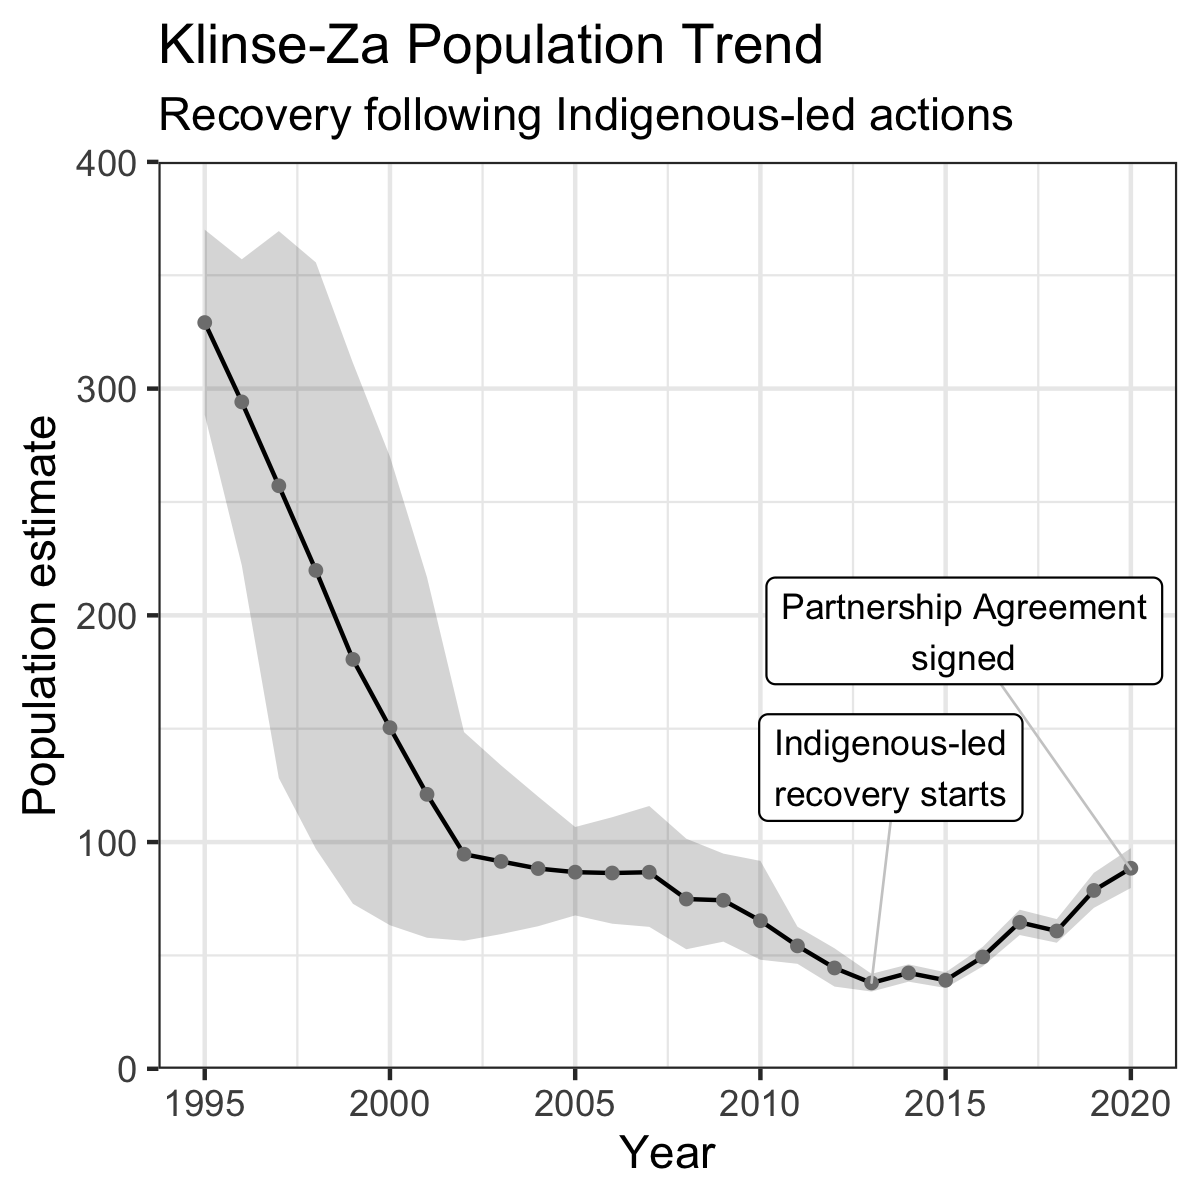 Klinse-Za Population Trend
Recovery following Indigenous-led actions
400
300
200
100
0
Population estimate
Partnership Agreement
signed
Indigenous-led
recovery starts
1995
2000
2005
2010
2015
2020
Year